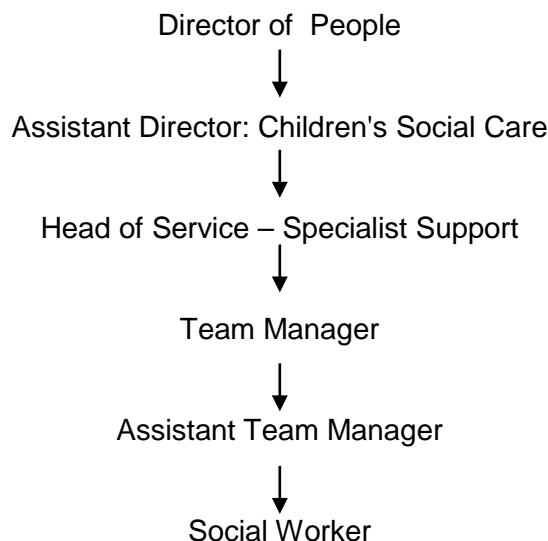 Director of  People
Assistant Director: Children's Social Care
Head of Service – Specialist Support
Team Manager
Assistant Team Manager
Social Worker